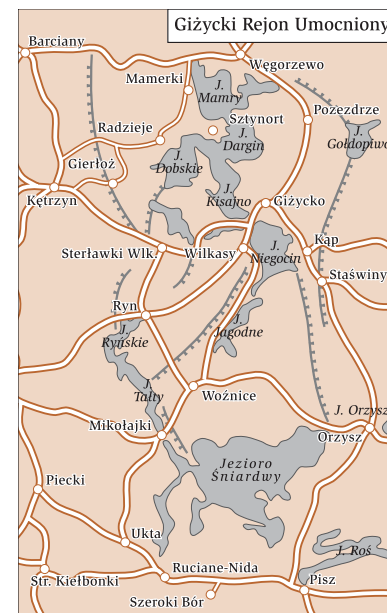 Giżycki Rejon Umocniony
Barciany
Węgorzewo
Mamerki
J.
Mamry
Pozezdrze
Sztynort
Radzieje
J.
Dargin
J.
Gołdopiwo
Gierłoż
J.
Dobskie
Kętrzyn
J.
Kisajno
Giżycko
Sterławki Wlk.
Wilkasy
J.
Niegocin
Kąp
Staświny
Ryn
J.
Ryńskie
J.
Jagodne
J.
Tałty
Woźnice
J. Orzysz
Mikołajki
Orzysz
Jezioro
Śniardwy
Piecki
Ukta
J. Roś
Str. Kiełbonki
Ruciane-Nida
Pisz
Szeroki Bór